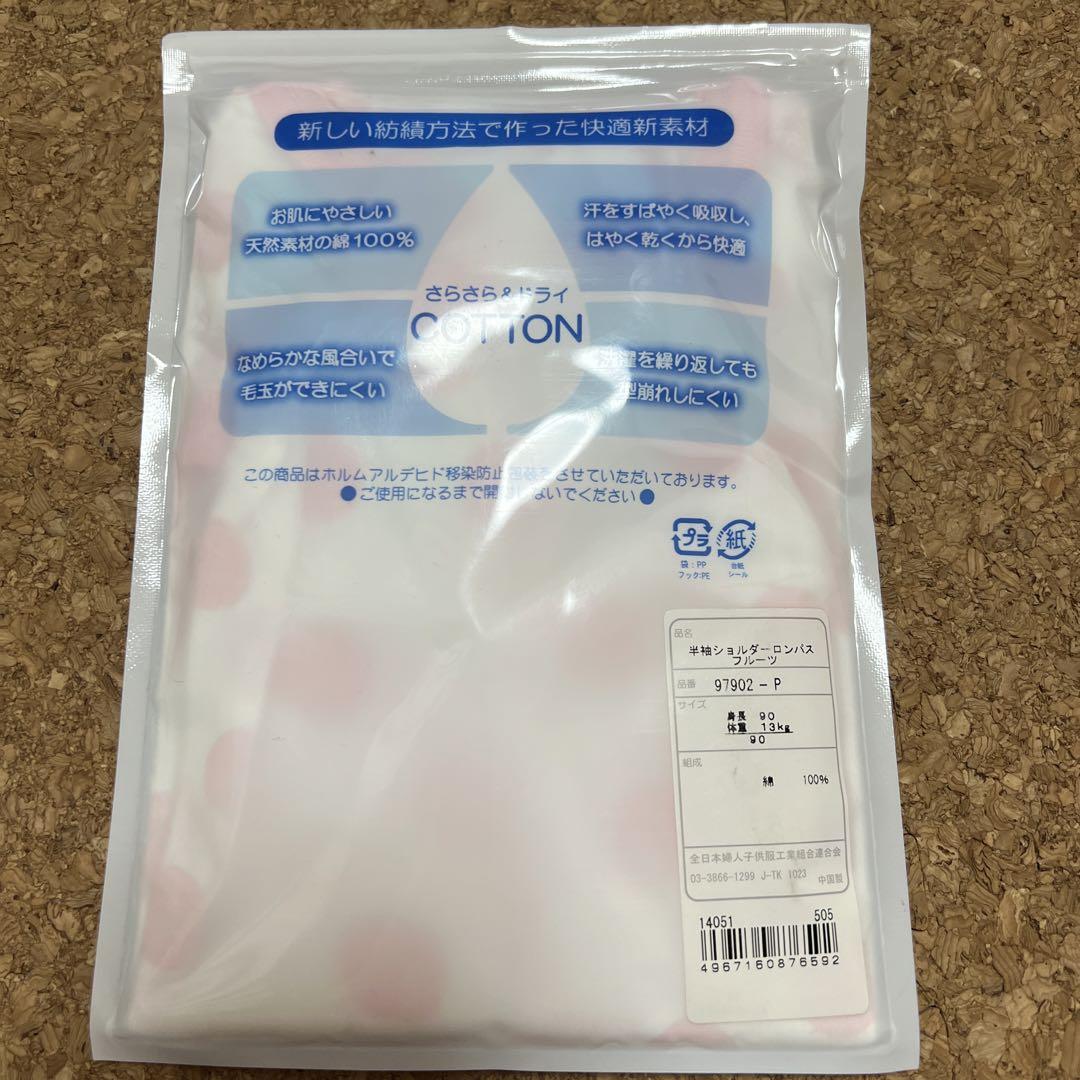 新しい紡績方法で作った快適新素材
お肌にやさしい
天然素材の綿100%
汗をすばやく吸収し、
はやく乾くから快適
さらさら&ドライ
COTTON
なめらかな風合いで
毛玉ができにくい
洗濯を繰り返しても
型崩れしにくい
この商品はホルムアルデヒド移染防止包装をさせていただいております。
●ご使用になるまで開封しないでください●
プラ
紙
袋:PP
フック:PE
台紙
シール
品名
半袖ショルダーロンパス
フルーツ
品番 97902-P
サイズ
身長 90
体重 13kg
90
組成
綿 100%
全日本婦人子供服工業組合連合会
03-3866-1299 J-TK 1023 中国製
14051 505
4967160876592